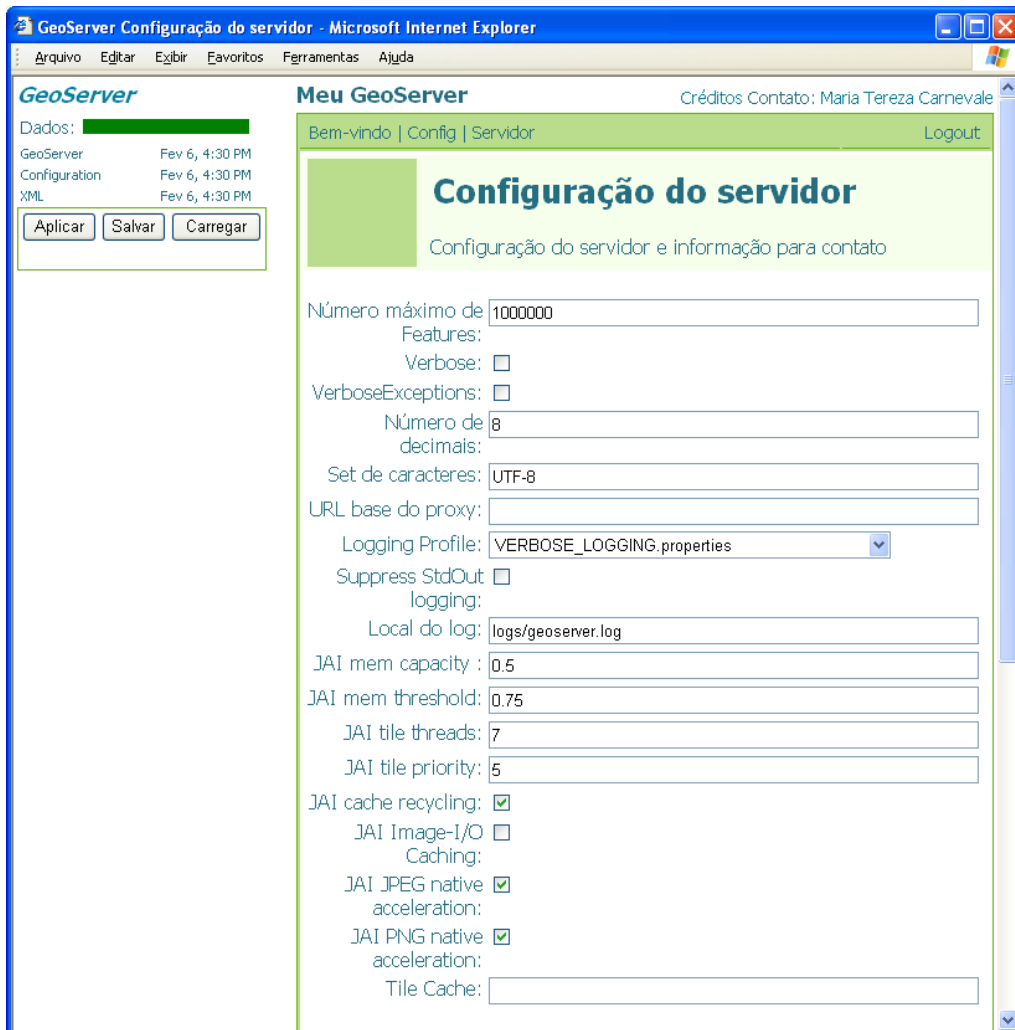 GeoServer Configuração do servidor - Microsoft Internet Explorer
Arquivo Editar Exibir Favoritos Ferramentas Ajuda
GeoServer
Dados:
GeoServer Fev 6, 4:30 PM
Configuration Fev 6, 4:30 PM
XML Fev 6, 4:30 PM
Aplicar Salvar Carregar
Meu GeoServer
Créditos Contato: Maria Tereza Carnevale
Bem-vindo | Config | Servidor Logout
Configuração do servidor
Configuração do servidor e informação para contato
Número máximo de 1000000
Features:
Verbose:
VerboseExceptions:
Número de 8
decimais:
Set de caracteres: UTF-8
URL base do proxy:
Logging Profile: VERBOSE_LOGGING.properties
Suppress StdOut
logging:
Local do log: logs/geoserver.log
JAI mem capacity : 0.5
JAI mem threshold: 0.75
JAI tile threads: 7
JAI tile priority: 5
JAI cache recycling:
JAI Image-I/O
Caching:
JAI JPEG native
acceleration:
JAI PNG native
acceleration:
Tile Cache: